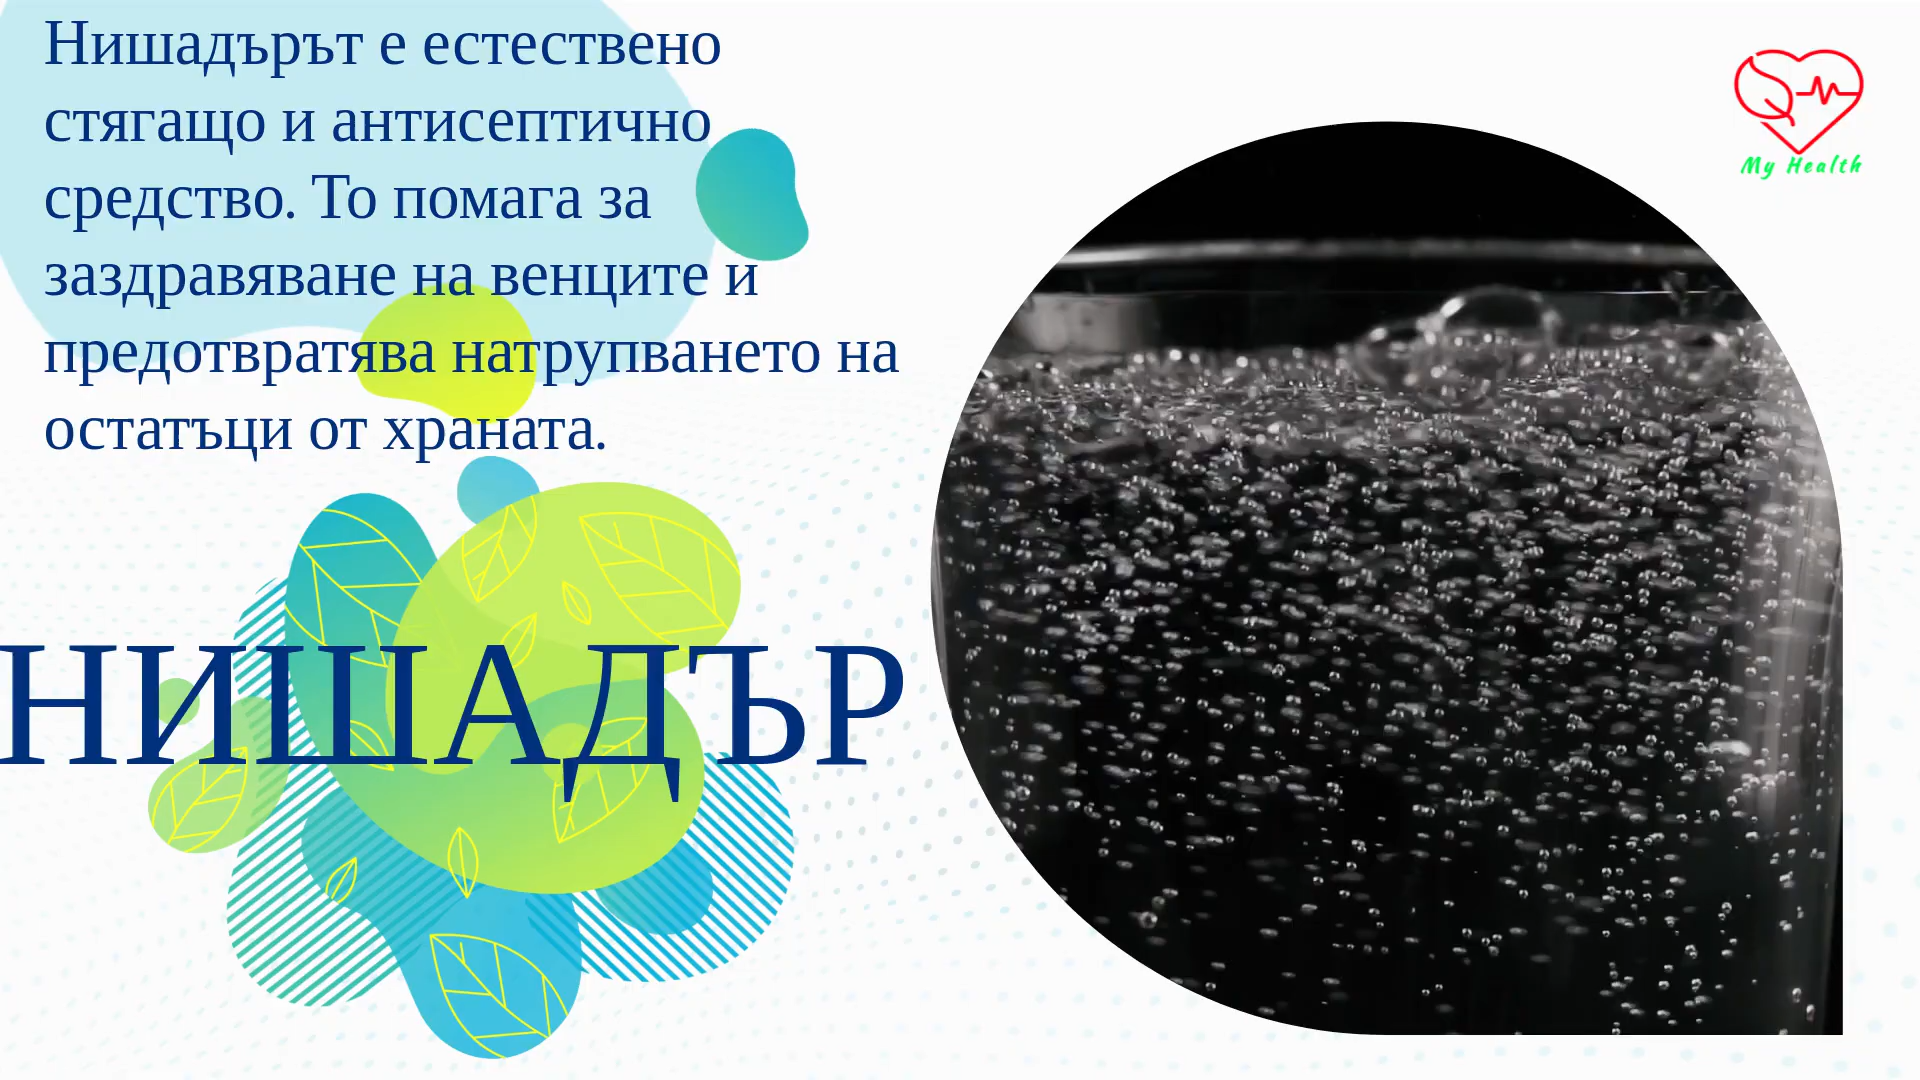 Нишадърът е естествено
стягащо и антисептично
средство. То помага за
заздравяване на венците и
предотвратява натрупването на
остатъци от храната.
My Health
НИШАДЪР